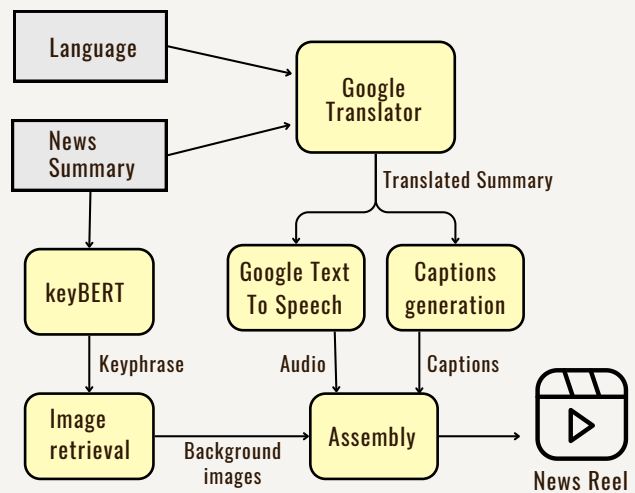 Language
News
Summary
Google
Translator
Translated Summary
keyBERT
Google Text
To Speech
Captions
generation
Keyphrase
Audio
Captions
Image
retrieval
Background
images
Assembly
News Reel